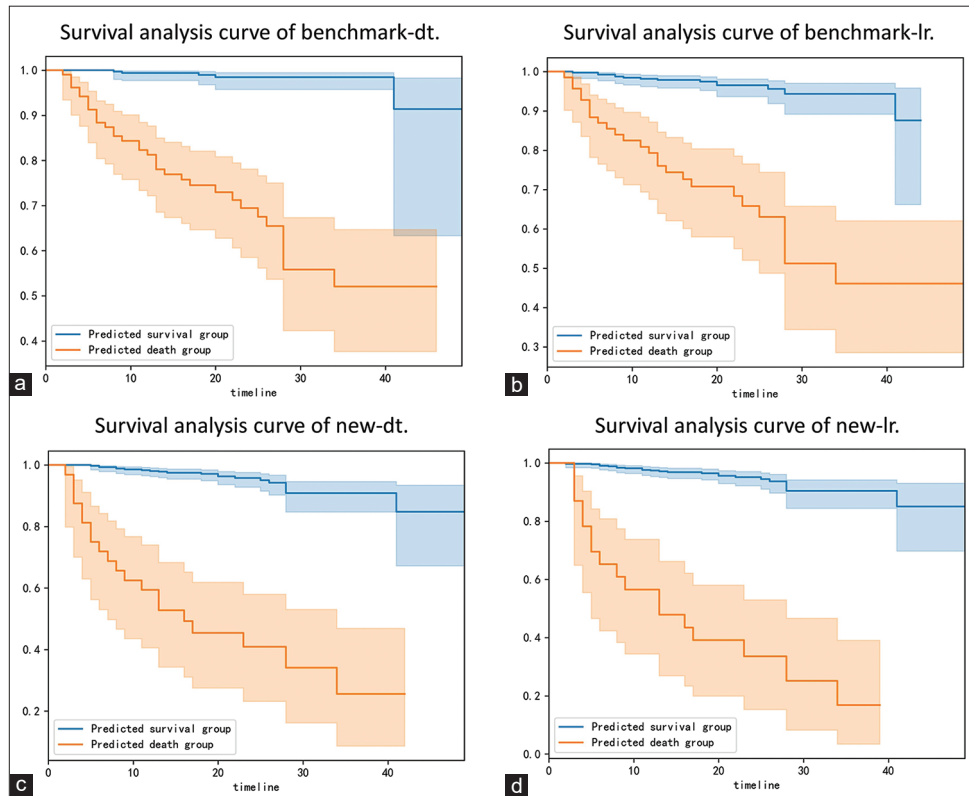 Survival analysis curve of benchmark-dt.
1.0
0.9
0.8
0.7
0.6
0.5
0.4
Predicted survival group
Predicted death group
0
10
20
30
40
timeline
a
Survival analysis curve of benchmark-lr.
1.0
0.9
0.8
0.7
0.6
0.5
0.4
0.3
Predicted survival group
Predicted death group
0
10
20
30
40
timeline
b
Survival analysis curve of new-dt.
1.0
0.8
0.6
0.4
0.2
Predicted survival group
Predicted death group
0
10
20
30
40
timeline
c
Survival analysis curve of new-lr.
1.0
0.8
0.6
0.4
0.2
0.0
Predicted survival group
Predicted death group
0
10
20
30
40
timeline
d